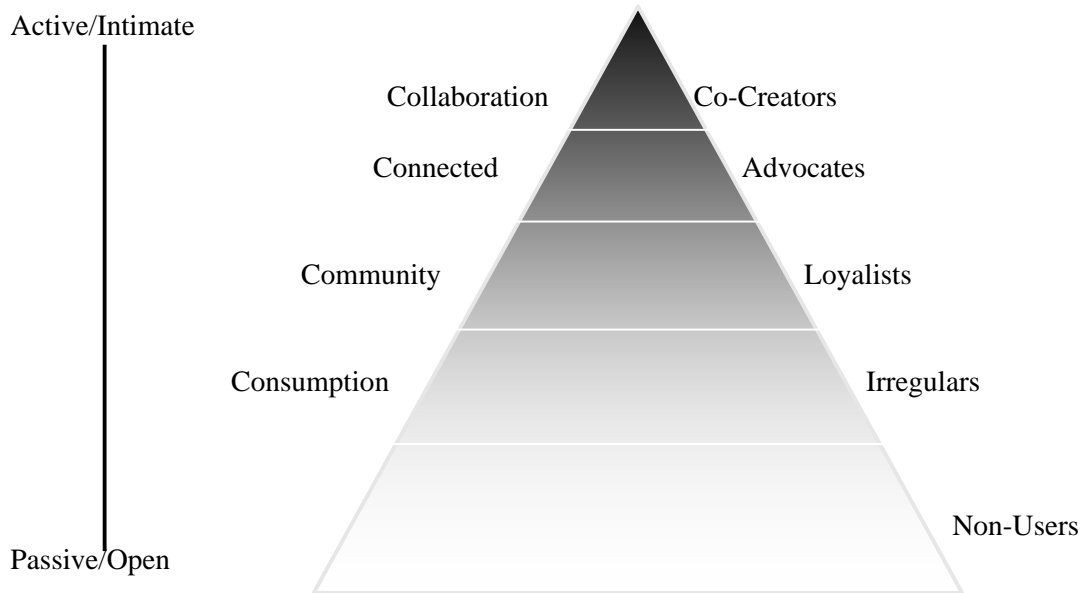 Active/Intimate
Collaboration
Co-Creators
Connected
Advocates
Community
Loyalists
Consumption
Irregulars
Non-Users
Passive/Open